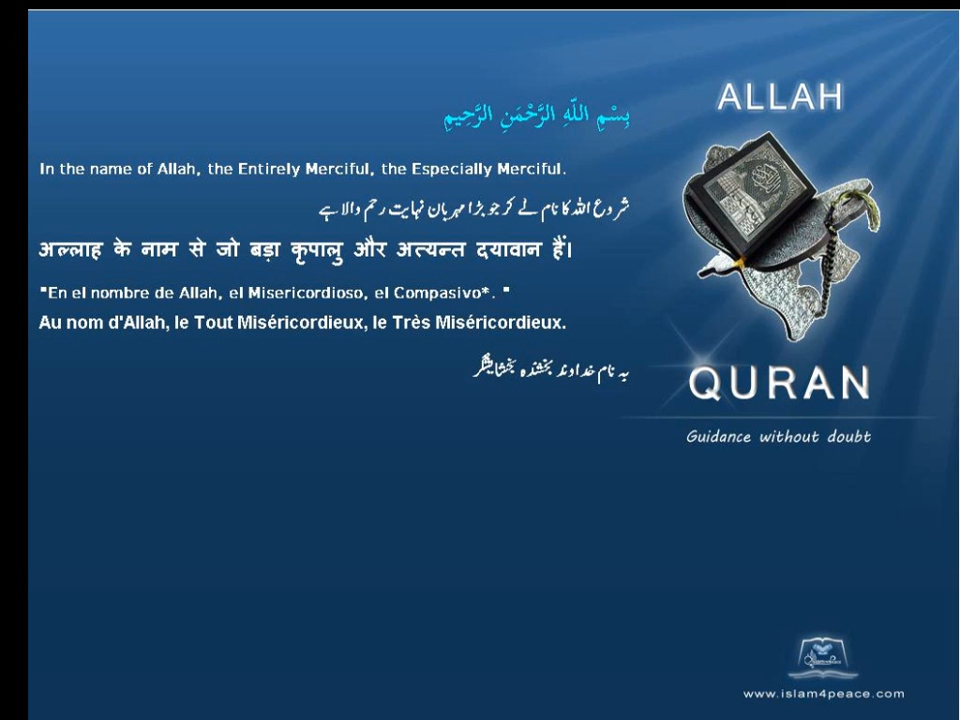 بِسْمِ اللَّهِ الرَّحْمَنِ الرَّحِيمِ
In the name of Allah, the Entirely Merciful, the Especially Merciful.
شروع اللہ کا نام لے کر جو بڑا مہربان نہایت رحم والا ہے
अल्लाह के नाम से जो बड़ा कृपालु और अत्यन्त दयावान हैं।
"En el nombre de Allah, el Misericordioso, el Compasivo*. "
Au nom d'Allah, le Tout Miséricordieux, le Très Miséricordieux.
به نام خداوند بخشنده بخشایشگر
ALLAH
QURAN
Guidance without doubt
www.islam4peace.com